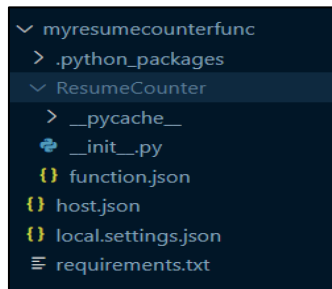 myresumecounterfunc
.python_packages
ResumeCounter
__pycache__
__init__.py
{} function.json
{} host.json
{} local.settings.json
requirements.txt